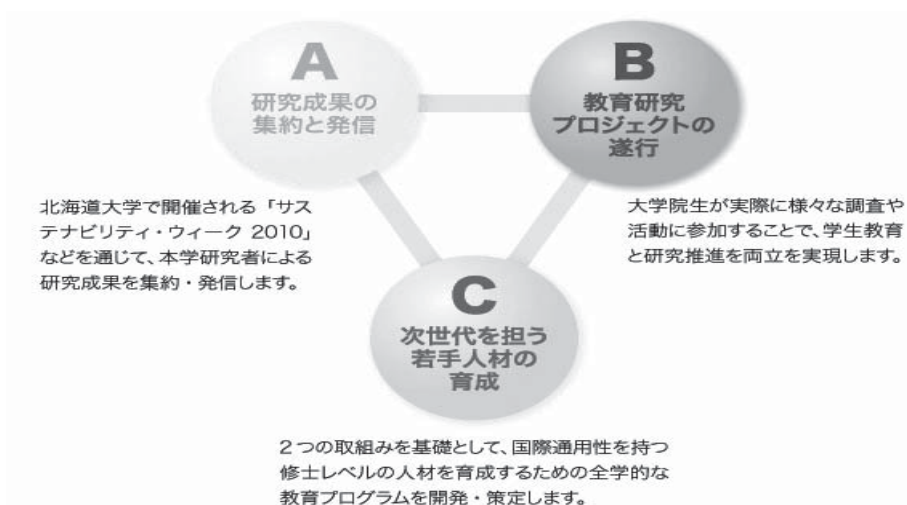 A
研究成果の
集約と発信
B
教育研究
プロジェクトの
遂行
北海道大学で開催される「サス
テナビリティ・ウィーク 2010」
などを通じて、本学研究者による
研究成果を集約・発信します。
大学院生が実際に様々な調査や
活動に参加することで、学生教育
と研究推進を両立を実現します。
C
次世代を担う
若手人材の
育成
2つの取組みを基礎として、国際通用性を持つ
修士レベルの人材を育成するための全学的な
教育プログラムを開発・策定します。